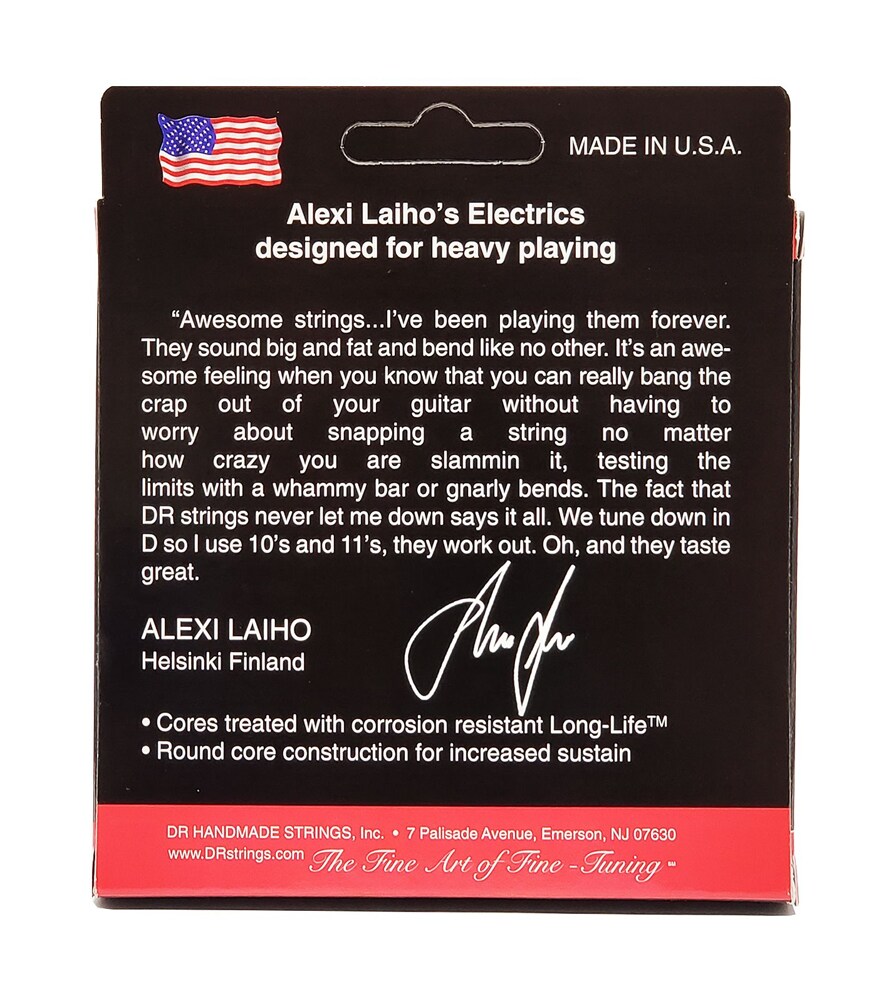 MADE IN U.S.A.
Alexi Laiho's Electrics
designed for heavy playing
“Awesome strings...I've been playing them forever.
They sound big and fat and bend like no other. It's an awe-
some feeling when you know that you can really bang the
crap out of your guitar without having to
worry about snapping a string no matter
how crazy you are slammin it, testing the
limits with a whammy bar or gnarly bends. The fact that
DR strings never let me down says it all. We tune down in
D so I use 10's and 11's, they work out. Oh, and they taste
great.
ALEXI LAIHO
Helsinki Finland
• Cores treated with corrosion resistant Long-Life™
• Round core construction for increased sustain
DR HANDMADE STRINGS, Inc. • 7 Palisade Avenue, Emerson, NJ 07630
www.DRstrings.com The Fine Art of Fine-Tuning ℠